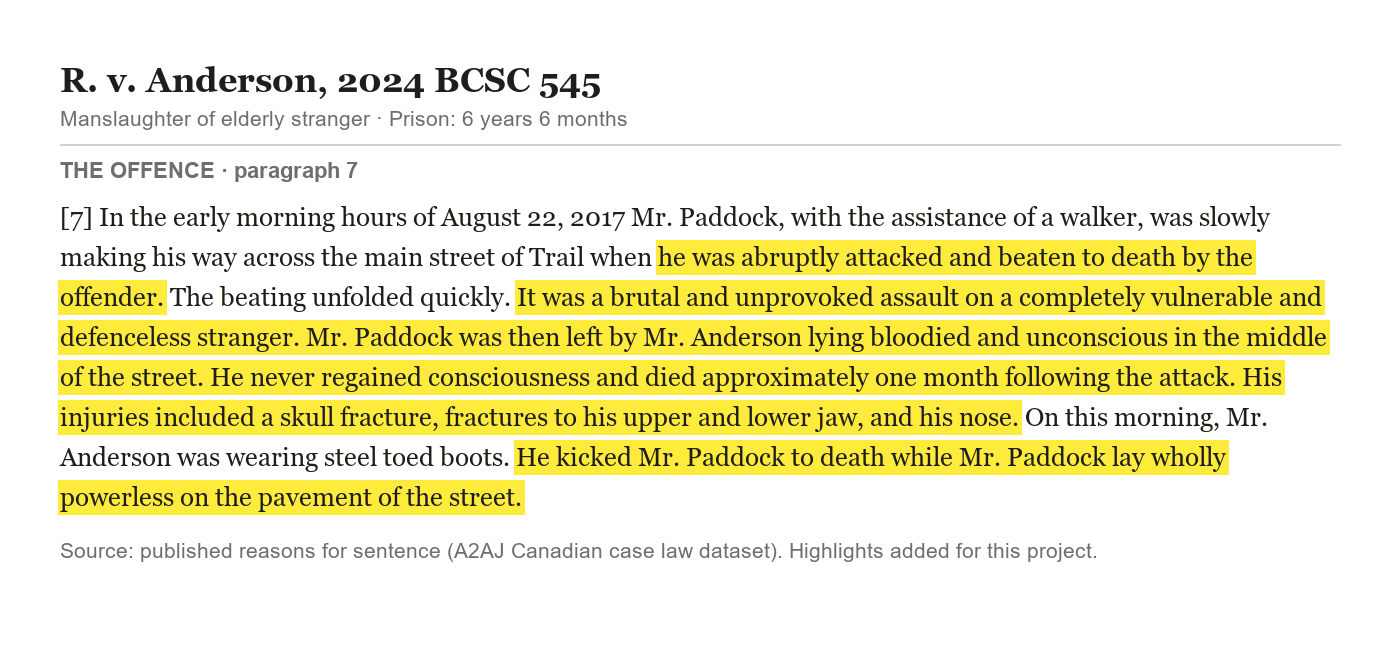 R. v. Anderson, 2024 BCSC 545
Manslaughter of elderly stranger · Prison: 6 years 6 months
THE OFFENCE · paragraph 7
[7] In the early morning hours of August 22, 2017 Mr. Paddock, with the assistance of a walker, was slowly
making his way across the main street of Trail when he was abruptly attacked and beaten to death by the
offender. The beating unfolded quickly. It was a brutal and unprovoked assault on a completely vulnerable and
defenceless stranger. Mr. Paddock was then left by Mr. Anderson lying bloodied and unconscious in the middle
of the street. He never regained consciousness and died approximately one month following the attack. His
injuries included a skull fracture, fractures to his upper and lower jaw, and his nose. On this morning, Mr.
Anderson was wearing steel toed boots. He kicked Mr. Paddock to death while Mr. Paddock lay wholly
powerless on the pavement of the street.
Source: published reasons for sentence (A2AJ Canadian case law dataset). Highlights added for this project.